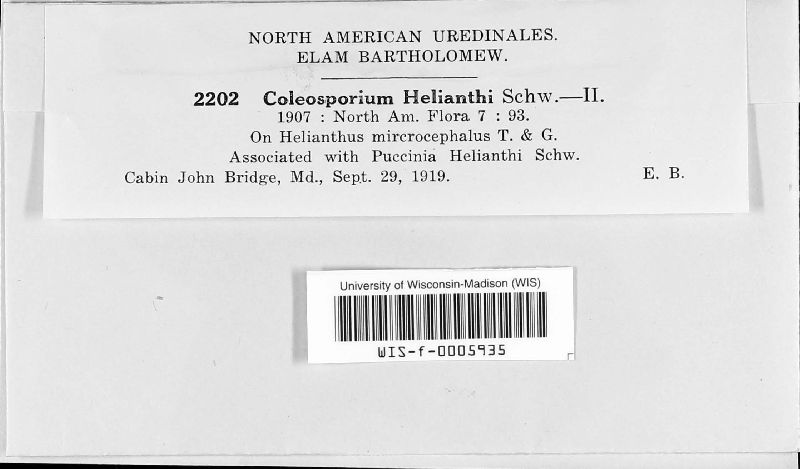 NORTH AMERICAN UREDINALES.
ELAM BARTHOLOMEW.
2202 Coleosporium Helianthi Schw.—II.
1907 : North Am. Flora 7 : 93.
On Helianthus mircrocephalus T. & G.
Associated with Puccinia Helianthi Schw.
Cabin John Bridge, Md., Sept. 29, 1919. E. B.
University of Wisconsin-Madison (WIS)
WIS-f-0005935